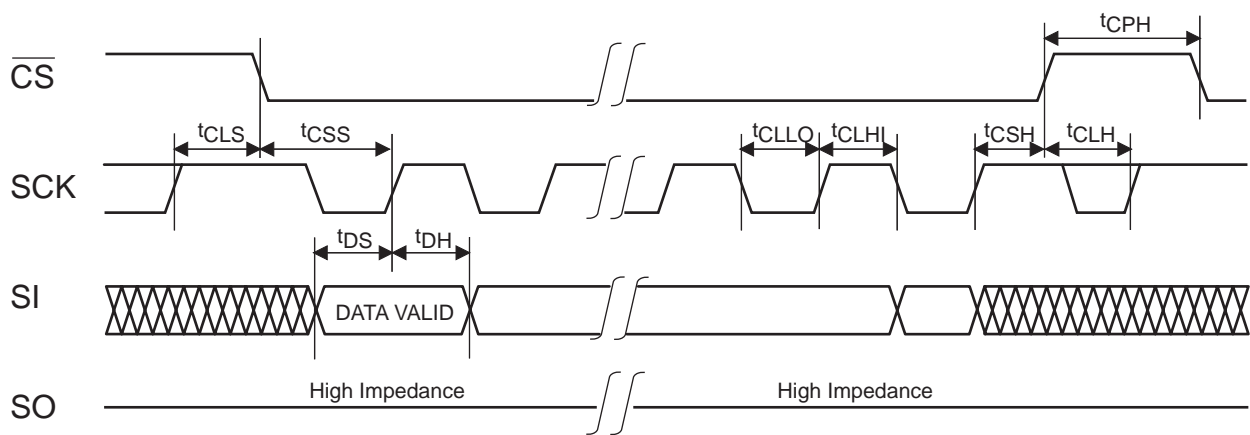 tCPH
CS
tCLS tCSS tCLLO tCLHI tCSH tCLH
SCK
tDS tDH
SI DATA VALID
High Impedance High Impedance
SO